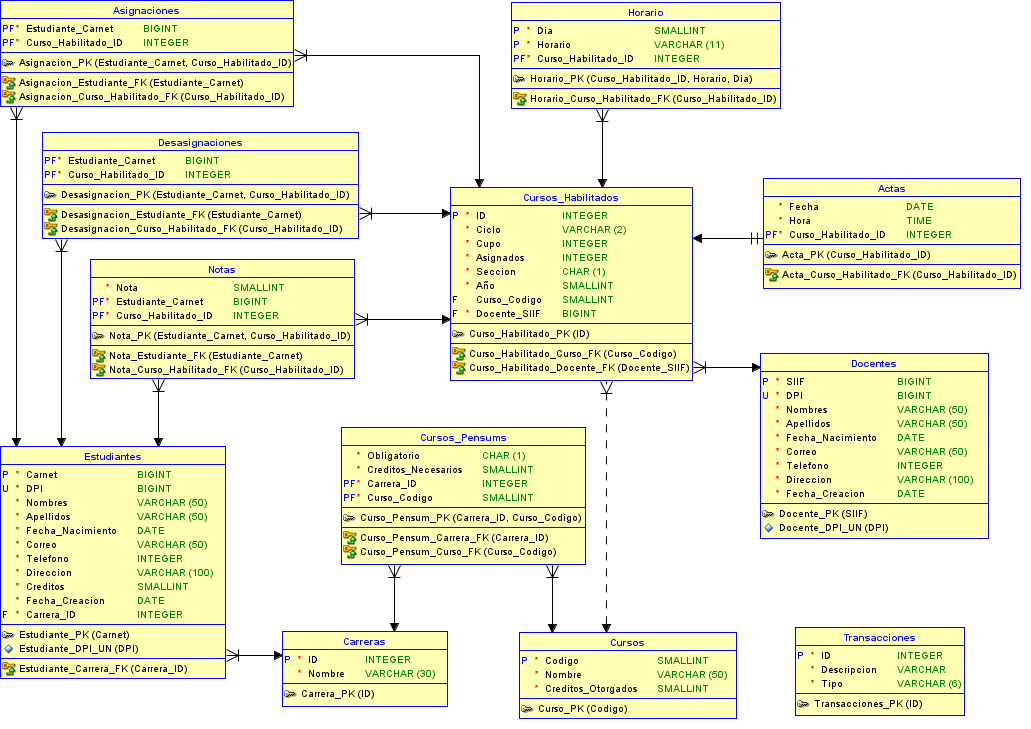 Asignaciones
PF* Estudiante_Carnet BIGINT
PF* Curso_Habilitado_ID INTEGER
Asignacion_PK (Estudiante_Carnet, Curso_Habilitado_ID)
Asignacion_Estudiante_FK (Estudiante_Carnet)
Asignacion_Curso_Habilitado_FK (Curso_Habilitado_ID)
Horario
P * Dia SMALLINT
P * Horario VARCHAR (11)
PF* Curso_Habilitado_ID INTEGER
Horario_PK (Curso_Habilitado_ID, Horario, Dia)
Horario_Curso_Habilitado_FK (Curso_Habilitado_ID)
Desasignaciones
PF* Estudiante_Carnet BIGINT
PF* Curso_Habilitado_ID INTEGER
Desasignacion_PK (Estudiante_Carnet, Curso_Habilitado_ID)
Desasignacion_Estudiante_FK (Estudiante_Carnet)
Desasignacion_Curso_Habilitado_FK (Curso_Habilitado_ID)
Cursos_Habilitados
P * ID INTEGER
* Ciclo VARCHAR (2)
* Cupo INTEGER
* Asignados INTEGER
* Seccion CHAR (1)
* Año SMALLINT
F Curso_Codigo SMALLINT
F * Docente_SIIF BIGINT
Curso_Habilitado_PK (ID)
Curso_Habilitado_Curso_FK (Curso_Codigo)
Curso_Habilitado_Docente_FK (Docente_SIIF)
Actas
* Fecha DATE
* Hora TIME
PF* Curso_Habilitado_ID INTEGER
Acta_PK (Curso_Habilitado_ID)
Acta_Curso_Habilitado_FK (Curso_Habilitado_ID)
Notas
* Nota SMALLINT
PF* Estudiante_Carnet BIGINT
PF* Curso_Habilitado_ID INTEGER
Nota_PK (Estudiante_Carnet, Curso_Habilitado_ID)
Nota_Estudiante_FK (Estudiante_Carnet)
Nota_Curso_Habilitado_FK (Curso_Habilitado_ID)
Docentes
P * SIIF BIGINT
U * DPI BIGINT
* Nombres VARCHAR (50)
* Apellidos VARCHAR (50)
* Fecha_Nacimiento DATE
* Correo VARCHAR (50)
* Telefono INTEGER
* Direccion VARCHAR (100)
* Fecha_Creacion DATE
Docente_PK (SIIF)
Docente_DPI_UN (DPI)
Estudiantes
P * Carnet BIGINT
U * DPI BIGINT
* Nombres VARCHAR (50)
* Apellidos VARCHAR (50)
* Fecha_Nacimiento DATE
* Correo VARCHAR (50)
* Telefono INTEGER
* Direccion VARCHAR (100)
* Creditos SMALLINT
* Fecha_Creacion DATE
F * Carrera_ID INTEGER
Estudiante_PK (Carnet)
Estudiante_DPI_UN (DPI)
Estudiante_Carrera_FK (Carrera_ID)
Cursos_Pensums
* Obligatorio CHAR (1)
* Creditos_Necesarios SMALLINT
PF* Carrera_ID INTEGER
PF* Curso_Codigo SMALLINT
Curso_Pensum_PK (Carrera_ID, Curso_Codigo)
Curso_Pensum_Carrera_FK (Carrera_ID)
Curso_Pensum_Curso_FK (Curso_Codigo)
Carreras
P * ID INTEGER
* Nombre VARCHAR (30)
Carrera_PK (ID)
Cursos
P * Codigo SMALLINT
* Nombre VARCHAR (50)
* Creditos_Otorgados SMALLINT
Curso_PK (Codigo)
Transacciones
P * ID INTEGER
* Descripcion VARCHAR
* Tipo VARCHAR (6)
Transacciones_PK (ID)